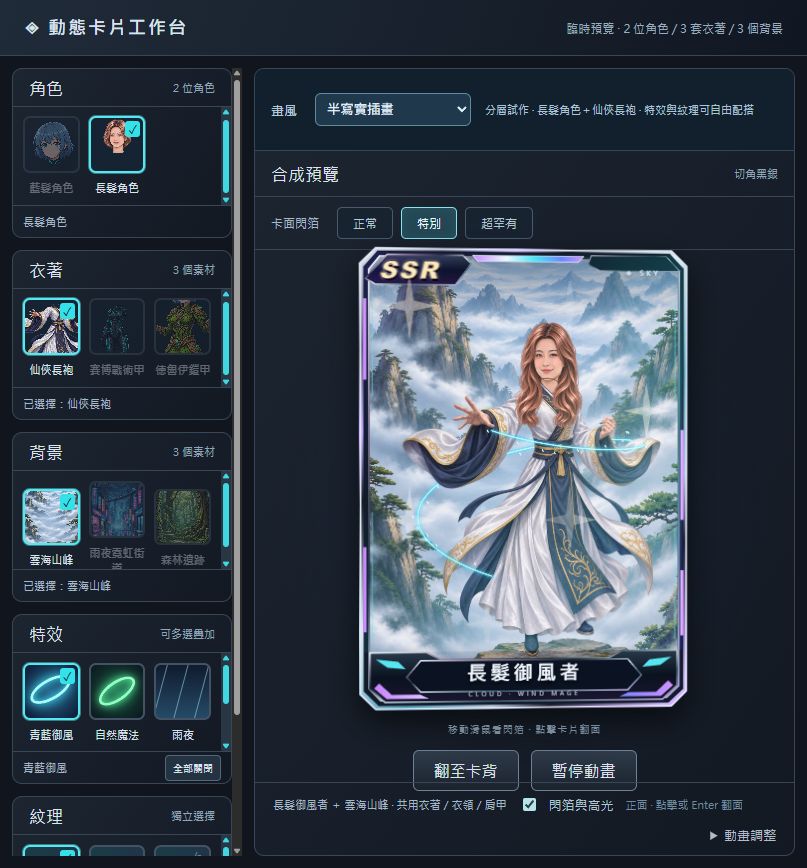 ◈ 動態卡片工作台
臨時預覽 · 2 位角色 / 3 套衣著 / 3 個背景
角色
2 位角色
藍髮角色
長髮角色
長髮角色
衣著
3 個素材
仙俠長袍
賽博戰術甲
德魯伊鎧甲
已選擇：仙俠長袍
背景
3 個素材
雲海山峰
雨夜霓虹街道
森林遺跡
已選擇：雲海山峰
特效
可多選疊加
青藍御風
自然魔法
雨夜
青藍御風
全部關閉
紋理
獨立選擇
畫風
半寫實插畫
分層試作 · 長髮角色 + 仙俠長袍 · 特效與紋理可自由配搭
合成預覽
切角黑銀
卡面閃箔
正常
特別
超罕有
SSR
SKY
長髮御風者
CLOUD · WIND MAGE
移動滑鼠看閃箔 · 點擊卡片翻面
翻至卡背
暫停動畫
長髮御風者 + 雲海山峰 · 共用衣著 / 衣領 / 肩甲
閃箔與高光
正面 · 點擊或 Enter 翻面
▶ 動畫調整